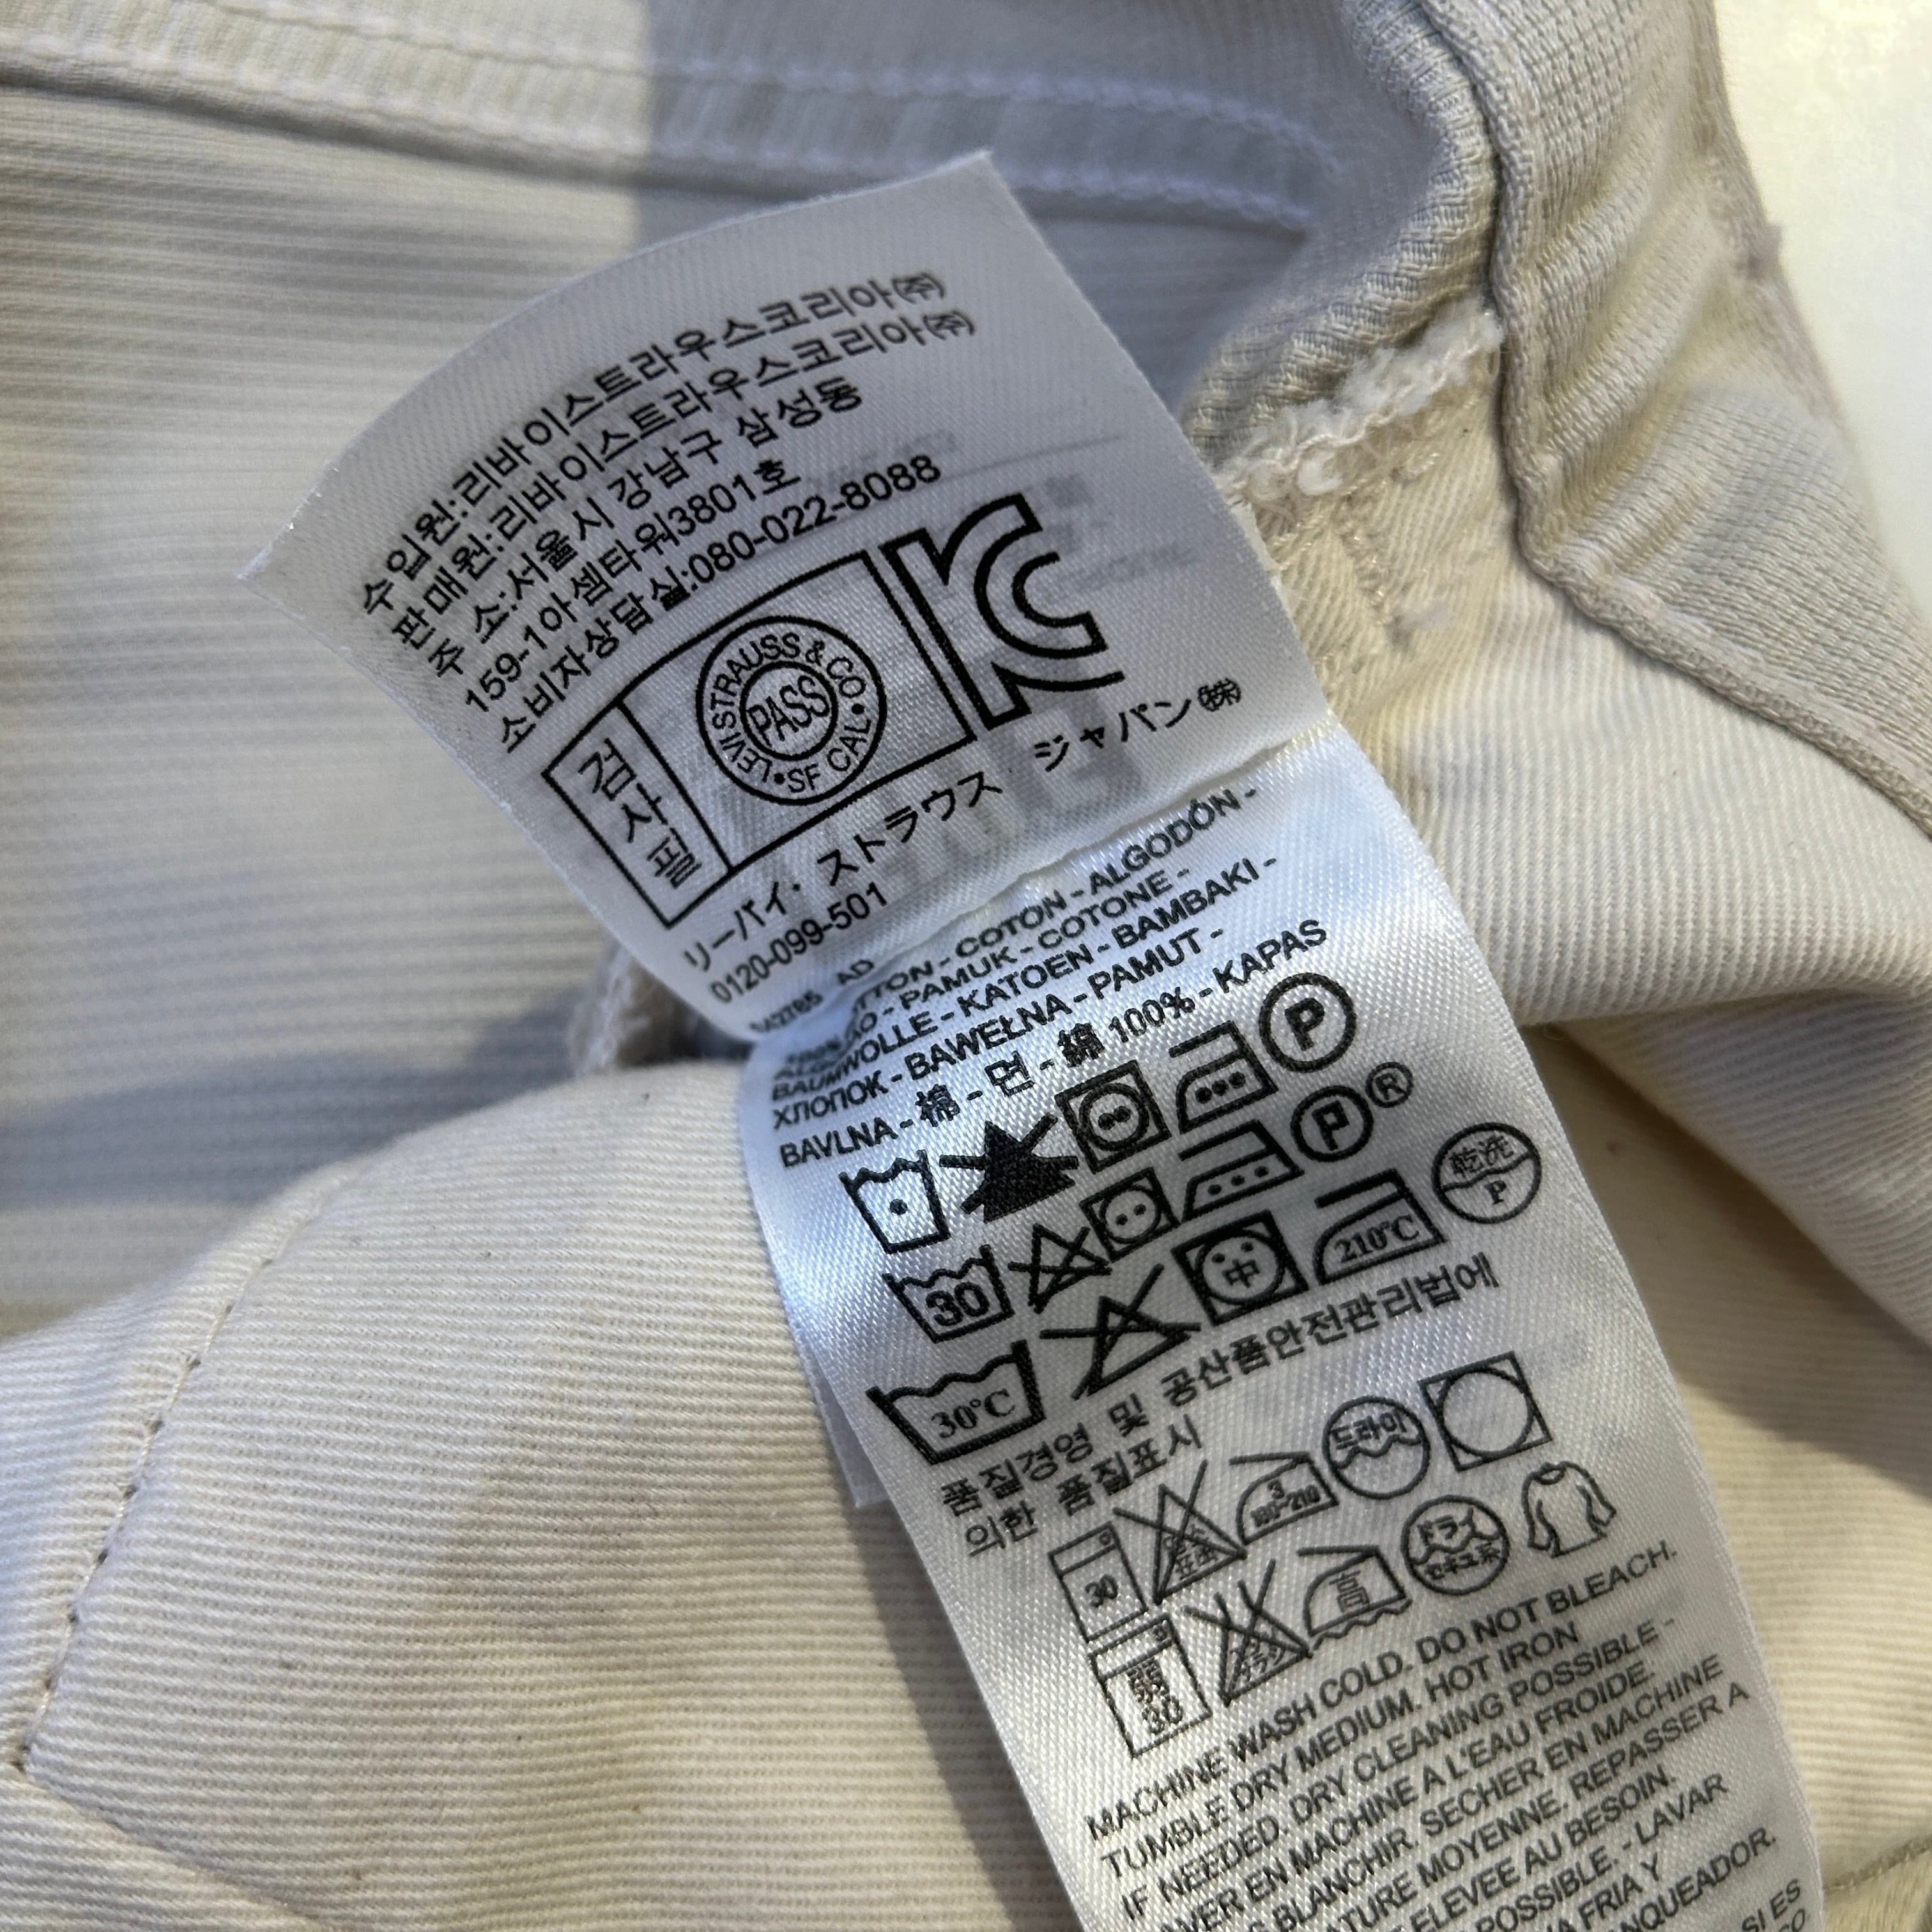 수입원:리바이스트라우스코리아㈜
판매원:리바이스트라우스코리아㈜
주 소:서울시 강남구 삼성동
159-1아셈타워3801호
소비자상담실:080-022-8088
검사필
LEVI STRAUSS & CO • SF CAL •
PASS
リーバイ・ストラウス ジャパン㈱
0120-099-501
AD
COTON - ALGODÓN -
PAMUK - COTONE -
BAUMWOLLE - KATOEN - BAMBAKI -
ХЛОПОК - BAWEŁNA - PAMUT -
BAVLNA - 棉 - 면 - 綿 100% - KAPAS
P
30
P ®
30°C
中
210°C
乾洗
P
품질경영 및 공산품안전관리법에
의한 품질표시
30
3
180~210
드라이
30
高
ドライ
MACHINE WASH COLD. DO NOT BLEACH.
TUMBLE DRY MEDIUM. HOT IRON
IF NEEDED. DRY CLEANING POSSIBLE -
EN MACHINE A L'EAU FROIDE.
BLANCHIR. SECHER EN MACHINE
MOYENNE. REPASSER A
ELEVEE AU BESOIN.
POSSIBLE. - LAVAR
FRIA Y